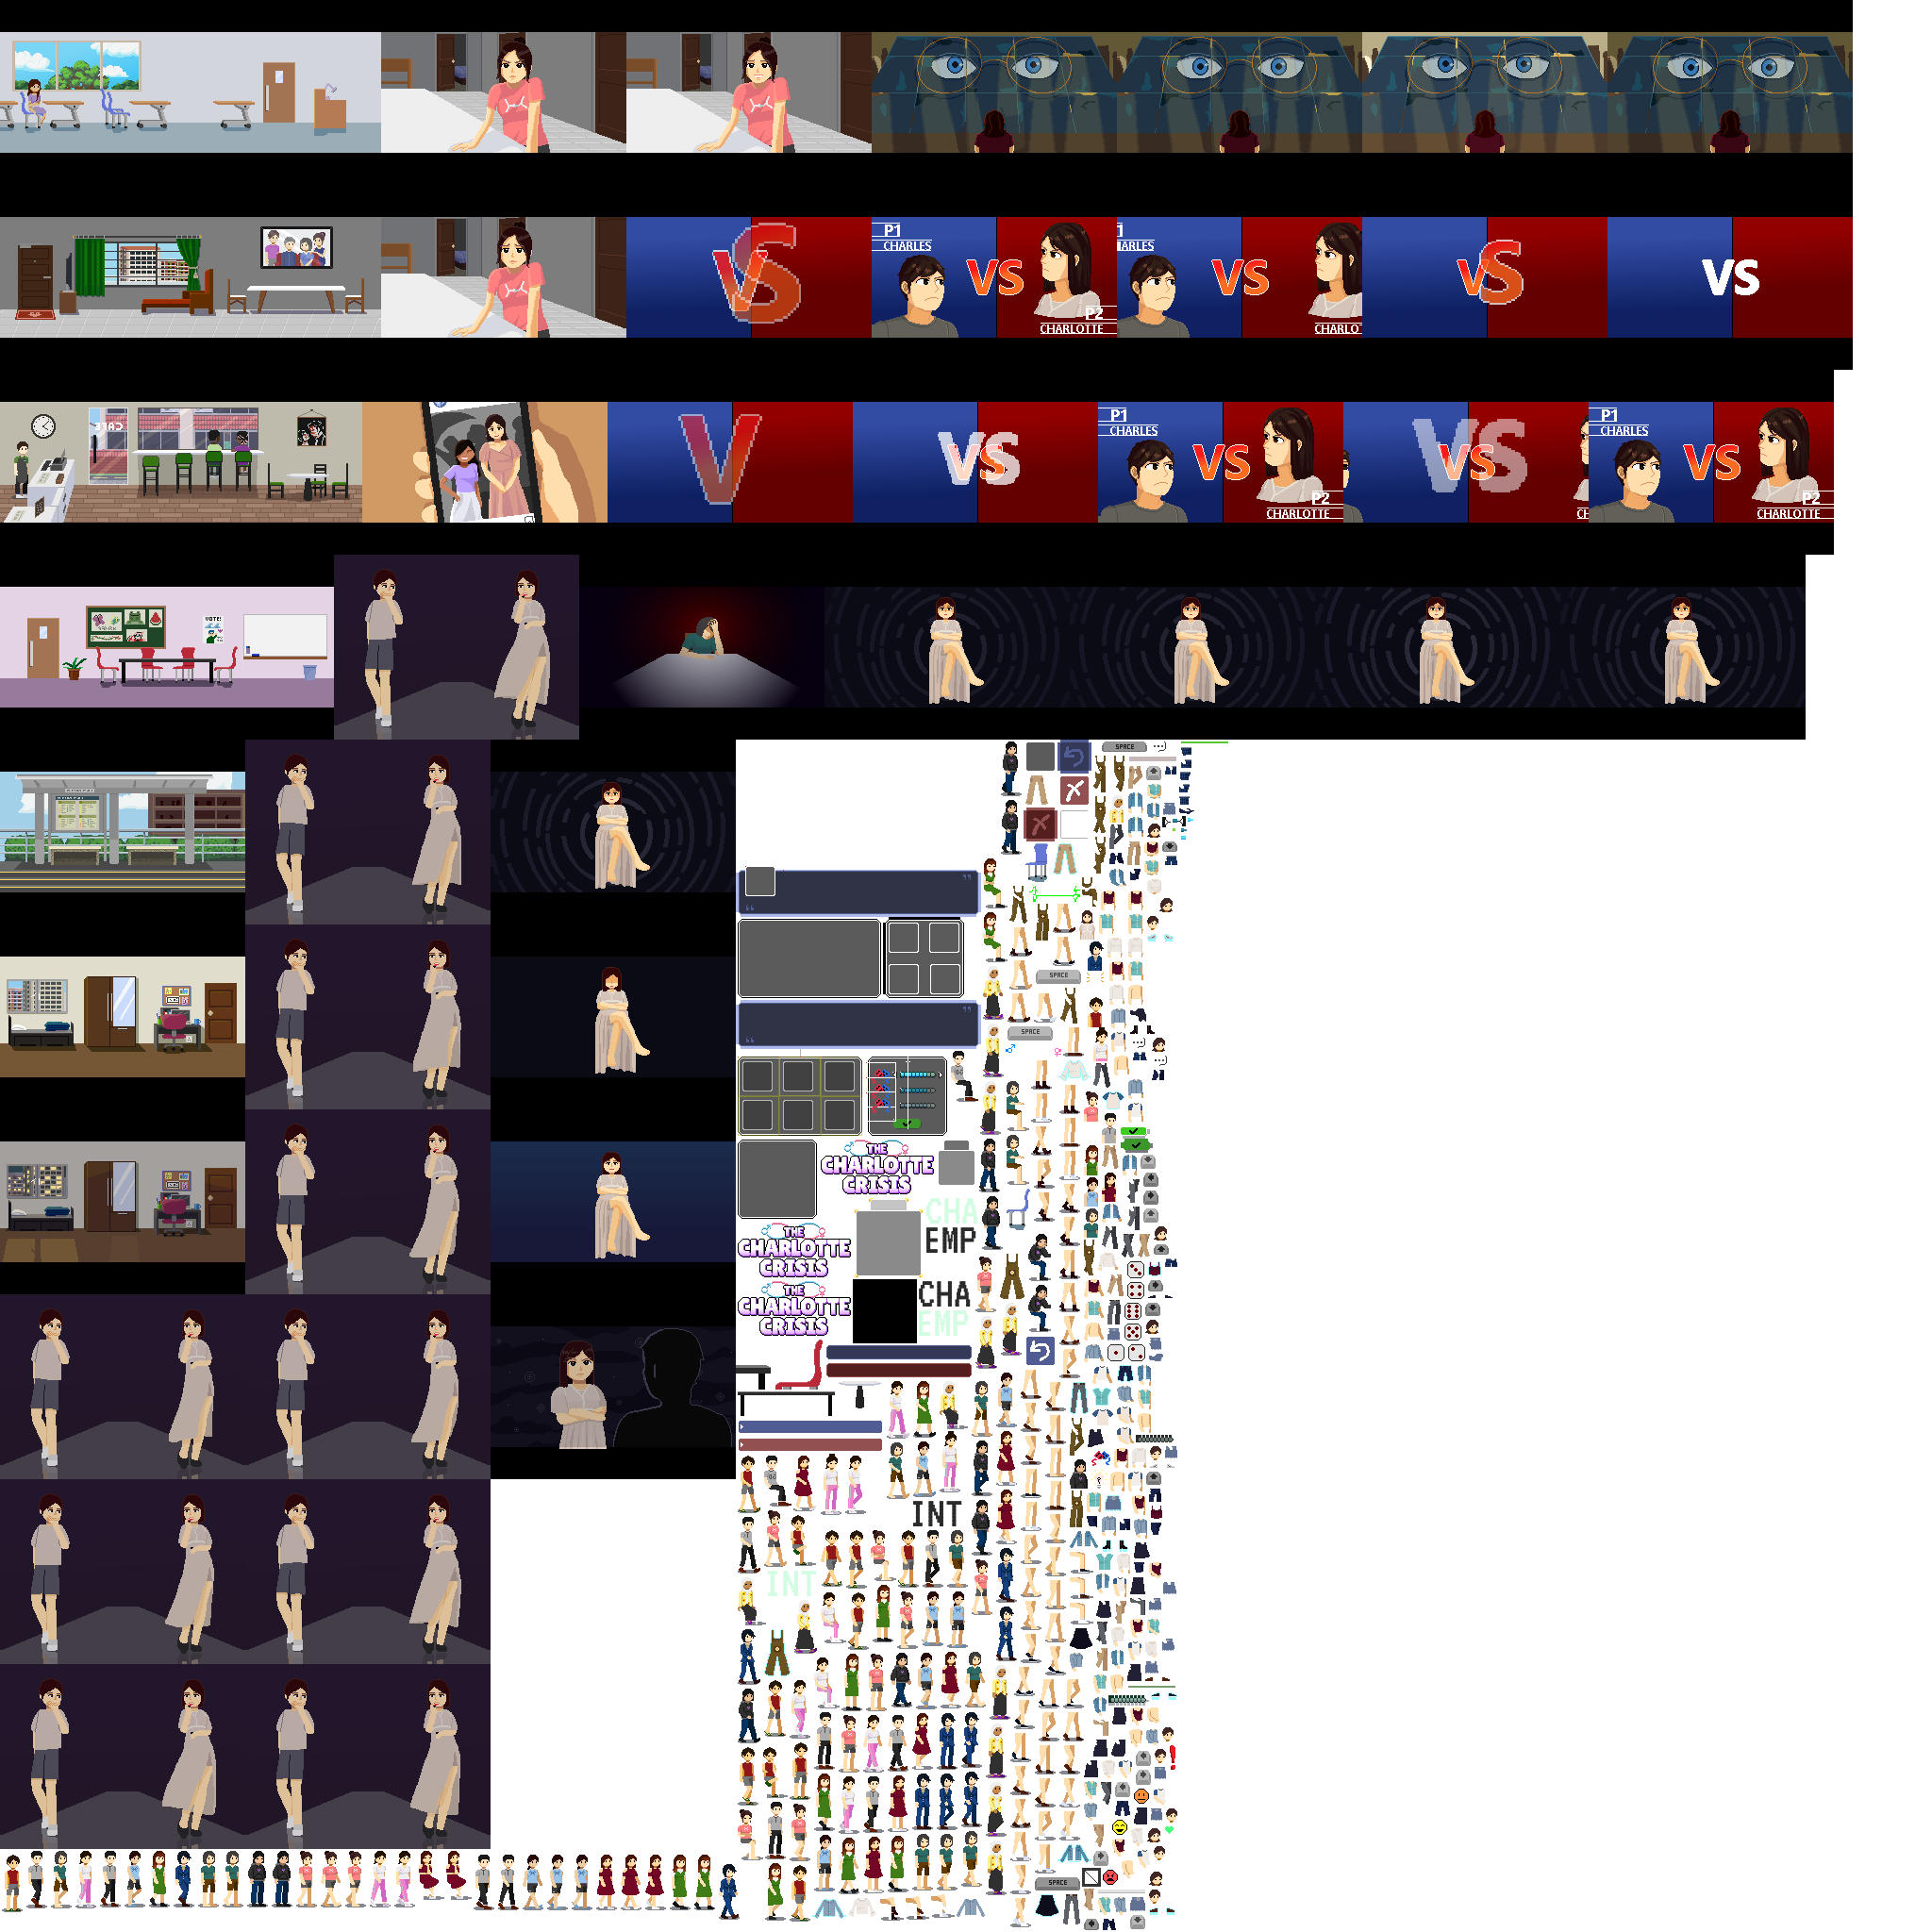 P1
CHARLES
VS
P2
CHARLOTTE
IARLES
VS
CHARLO
VS
VS
VS
CAFE
V
VS
P1
CHARLES
VS
P2
CHARLOTTE
VS
P1
CHARLES
VS
P2
CHARLOTTE
VOTE!
SPACE
SPACE
SPACE
THE
CHARLOTTE
CRISIS
CHA
EMP
THE
CHARLOTTE
CRISIS
THE
CHARLOTTE
CRISIS
CHA
EMP
INT
INT
SPACE